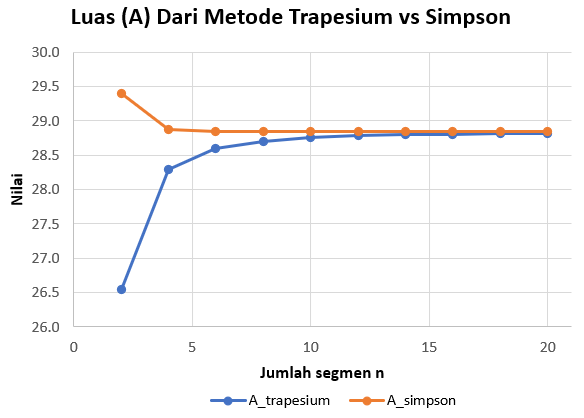 Luas (A) Dari Metode Trapesium vs Simpson
30.0
29.5
29.0
28.5
28.0
27.5
27.0
26.5
26.0
Nilai
0 5 10 15 20
Jumlah segmen n
A_trapesium A_simpson